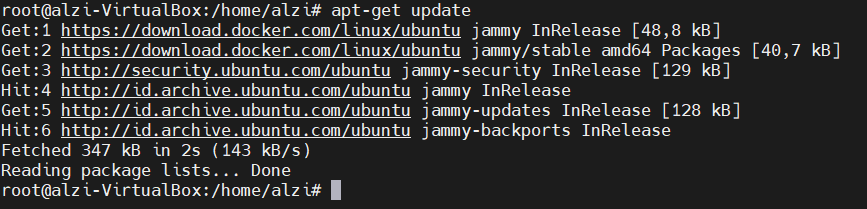 root@alzi-VirtualBox:/home/alzi# apt-get update
Get:1 https://download.docker.com/linux/ubuntu jammy InRelease [48,8 kB]
Get:2 https://download.docker.com/linux/ubuntu jammy/stable amd64 Packages [40,7 kB]
Get:3 http://security.ubuntu.com/ubuntu jammy-security InRelease [129 kB]
Hit:4 http://id.archive.ubuntu.com/ubuntu jammy InRelease
Get:5 http://id.archive.ubuntu.com/ubuntu jammy-updates InRelease [128 kB]
Hit:6 http://id.archive.ubuntu.com/ubuntu jammy-backports InRelease
Fetched 347 kB in 2s (143 kB/s)
Reading package lists... Done
root@alzi-VirtualBox:/home/alzi#